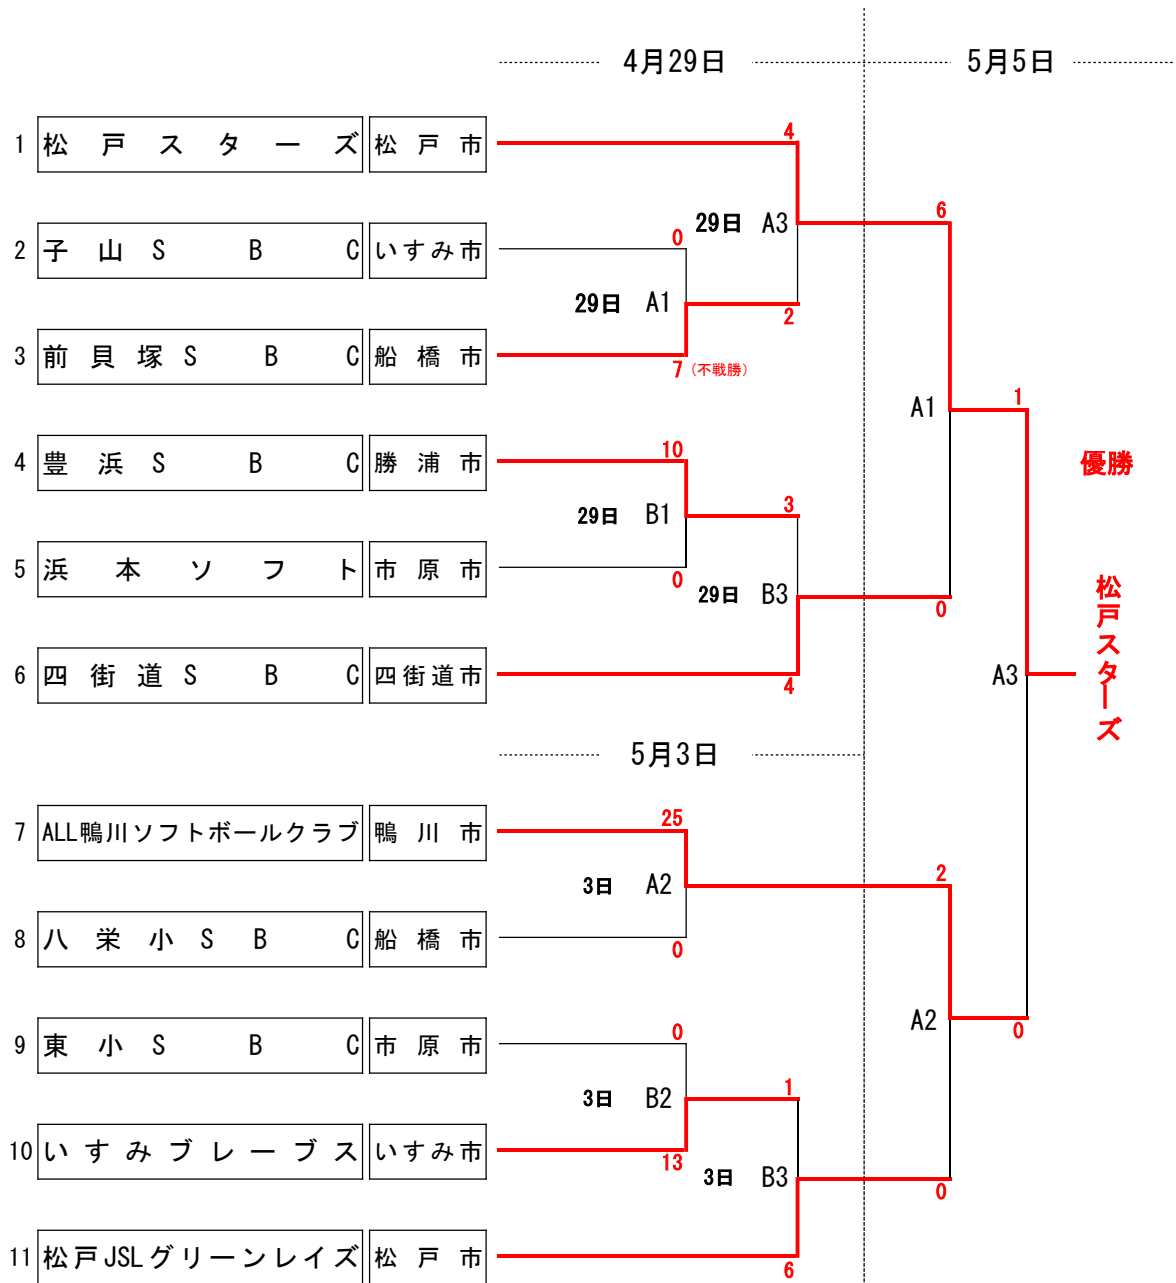 4月29日
5月5日
1 松戸スターズ 松戸市
4
2 子山SBC いすみ市
0
29日 A3
6
29日 A1
2
3 前貝塚SBC 船橋市
7(不戦勝)
A1
1
4 豊浜SBC 勝浦市
10
優勝
29日 B1
3
5 浜本ソフト 市原市
0
29日 B3
0
松戸スターズ
6 四街道SBC 四街道市
4
A3
5月3日
7 ALL鴨川ソフトボールクラブ 鴨川市
25
3日 A2
2
8 八栄小SBC 船橋市
0
A2
0
9 東小SBC 市原市
0
3日 B2
1
10 いすみブレーブス いすみ市
13
3日 B3
0
11 松戸JSLグリーンレイズ 松戸市
6